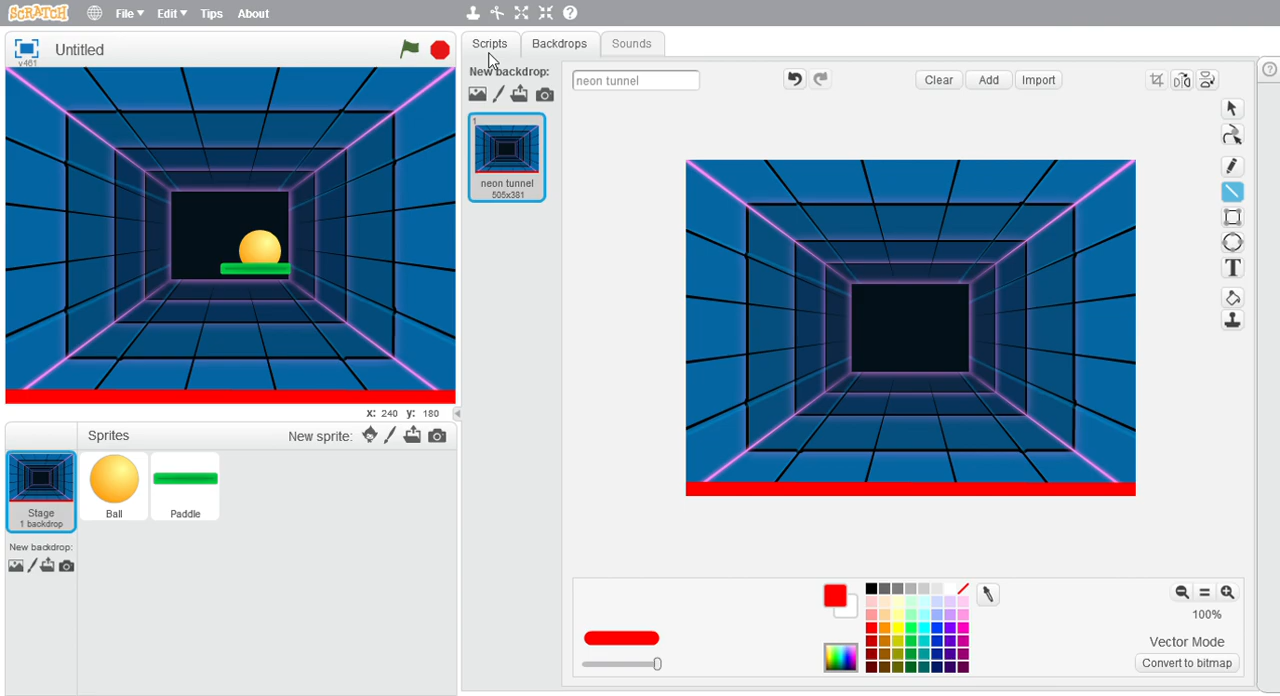 SCRATCH File▼ Edit▼ Tips About
v461 Untitled
Scripts Backdrops Sounds
New backdrop:
1
neon tunnel
505x381
neon tunnel
Clear Add Import
T
x: 240 y: 180
Sprites New sprite:
Stage
1 backdrop
Ball
Paddle
New backdrop:
100%
Vector Mode
Convert to bitmap